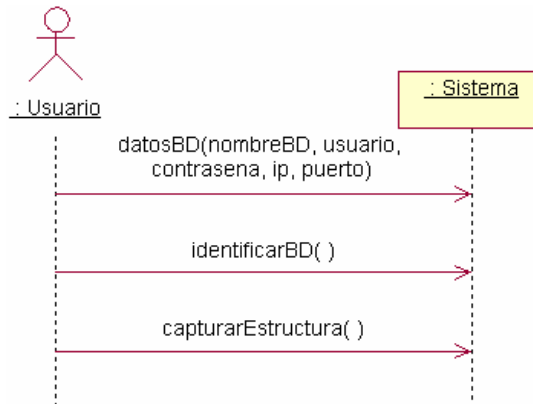 : Usuario
: Sistema
datosBD(nombreBD, usuario,
contrasena, ip, puerto)
identificarBD( )
capturarEstructura( )